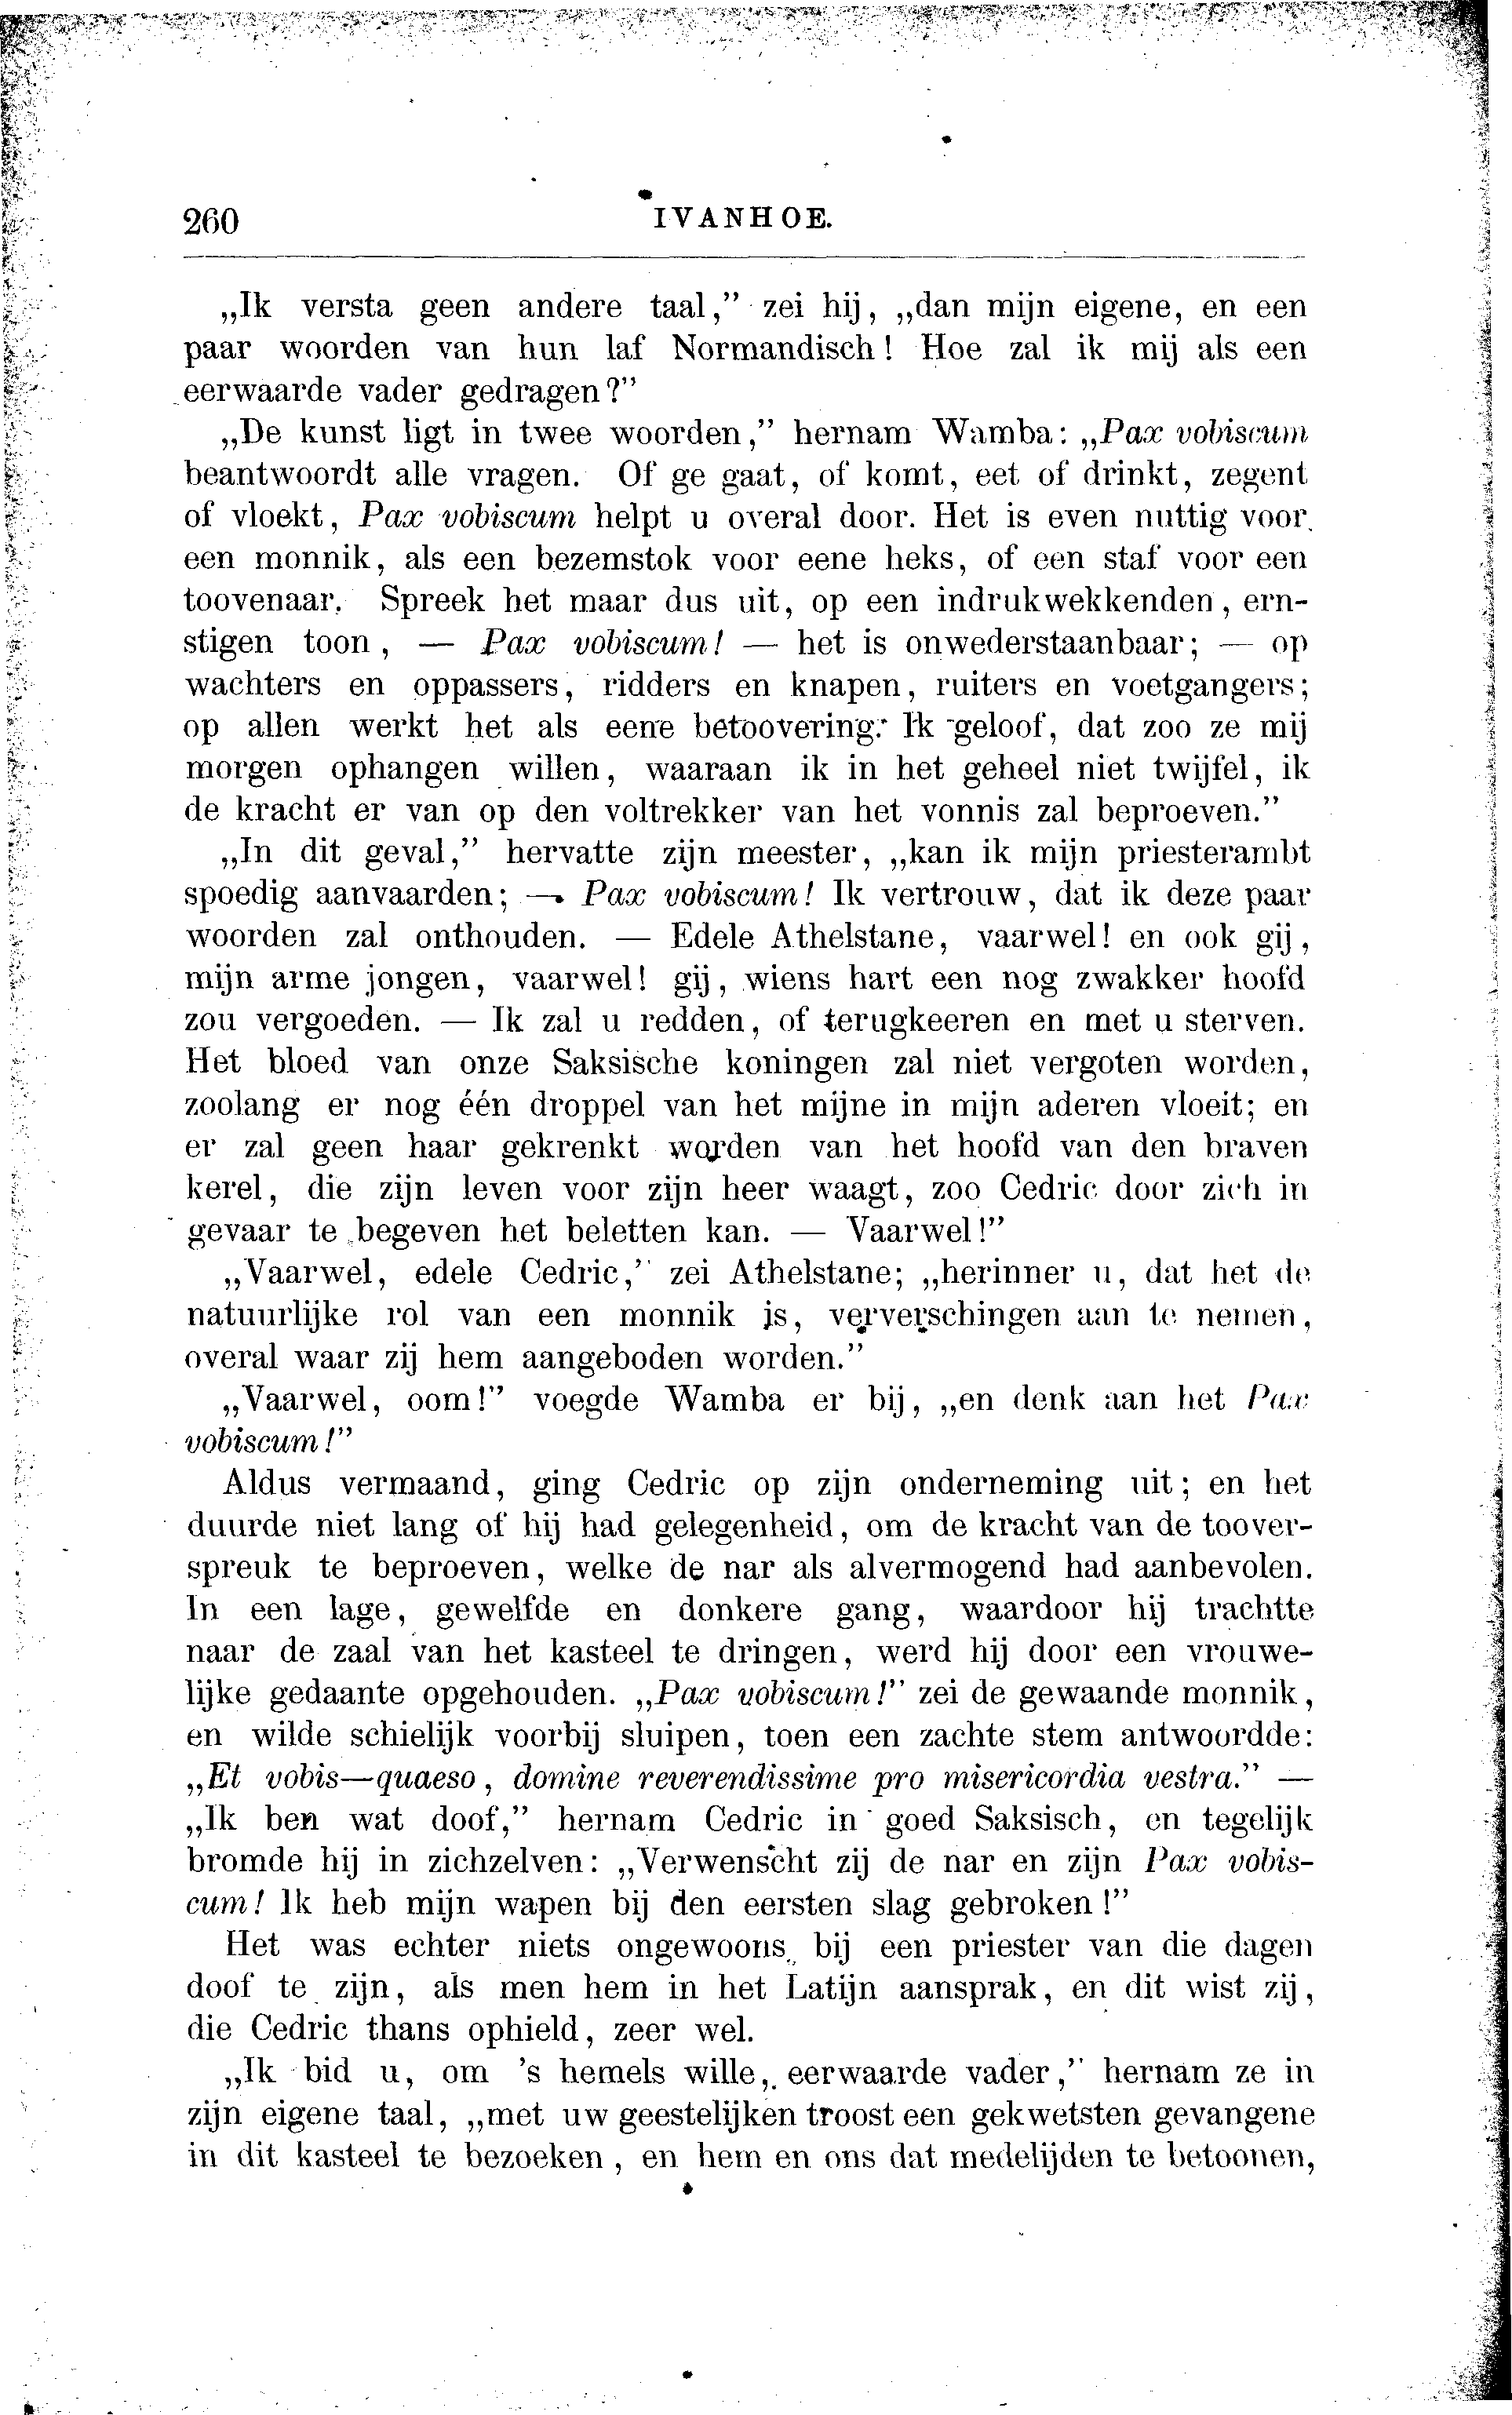 260 IVANHOE.
„Ik versta geen andere taal,” zei hij, „dan mijn eigene, en een
paar woorden van hun laf Normandisch! Hoe zal ik mij als een
eerwaarde vader gedragen?”
„De kunst ligt in twee woorden,” hernam Wamba: „Pax vobiscum
beantwoordt alle vragen. Of ge gaat, of komt, eet of drinkt, zegent
of vloekt, Pax vobiscum helpt u overal door. Het is even nuttig voor
een monnik, als een bezemstok voor eene heks, of een staf voor een
toovenaar. Spreek het maar dus uit, op een indrukwekkenden, ern-
stigen toon, — Pax vobiscum! — het is onwederstaanbaar; — op
wachters en oppassers, ridders en knapen, ruiters en voetgangers;
op allen werkt het als eene betoovering. Ik geloof, dat zoo ze mij
morgen ophangen willen, waaraan ik in het geheel niet twijfel, ik
de kracht er van op den voltrekker van het vonnis zal beproeven.”
„In dit geval,” hervatte zijn meester, „kan ik mijn priesterambt
spoedig aanvaarden; — Pax vobiscum! Ik vertrouw, dat ik deze paar
woorden zal onthouden. — Edele Athelstane, vaarwel! en ook gij,
mijn arme jongen, vaarwel! gij, wiens hart een nog zwakker hoofd
zou vergoeden. — Ik zal u redden, of terugkeeren en met u sterven.
Het bloed van onze Saksische koningen zal niet vergoten worden,
zoolang er nog één droppel van het mijne in mijn aderen vloeit; en
er zal geen haar gekrenkt worden van het hoofd van den braven
kerel, die zijn leven voor zijn heer waagt, zoo Cedric door zich in
gevaar te begeven het beletten kan. — Vaarwel!”
„Vaarwel, edele Cedric,” zei Athelstane; „herinner u, dat het de
natuurlijke rol van een monnik is, ververschingen aan te nemen,
overal waar zij hem aangeboden worden.”
„Vaarwel, oom!” voegde Wamba er bij, „en denk aan het Pax
vobiscum!”
Aldus vermaand, ging Cedric op zijn onderneming uit; en het
duurde niet lang of hij had gelegenheid, om de kracht van de toover-
spreuk te beproeven, welke de nar als alvermogend had aanbevolen.
In een lage, gewelfde en donkere gang, waardoor hij trachtte
naar de zaal van het kasteel te dringen, werd hij door een vrouwe-
lijke gedaante opgehouden. „Pax vobiscum!” zei de gewaande monnik,
en wilde schielijk voorbij sluipen, toen een zachte stem antwoordde:
„Et vobis—quaeso, domine reverendissime pro misericordia vestra.” —
„Ik ben wat doof,” hernam Cedric in goed Saksisch, en tegelijk
bromde hij in zichzelven: „Verwenscht zij de nar en zijn Pax vobis-
cum! Ik heb mijn wapen bij den eersten slag gebroken!”
Het was echter niets ongewoons, bij een priester van die dagen
doof te zijn, als men hem in het Latijn aansprak, en dit wist zij,
die Cedric thans ophield, zeer wel.
„Ik bid u, om 's hemels wille, eerwaarde vader,” hernam ze in
zijn eigene taal, „met uw geestelijken troost een gekwetsten gevangene
in dit kasteel te bezoeken, en hem en ons dat medelijden te betoonen,